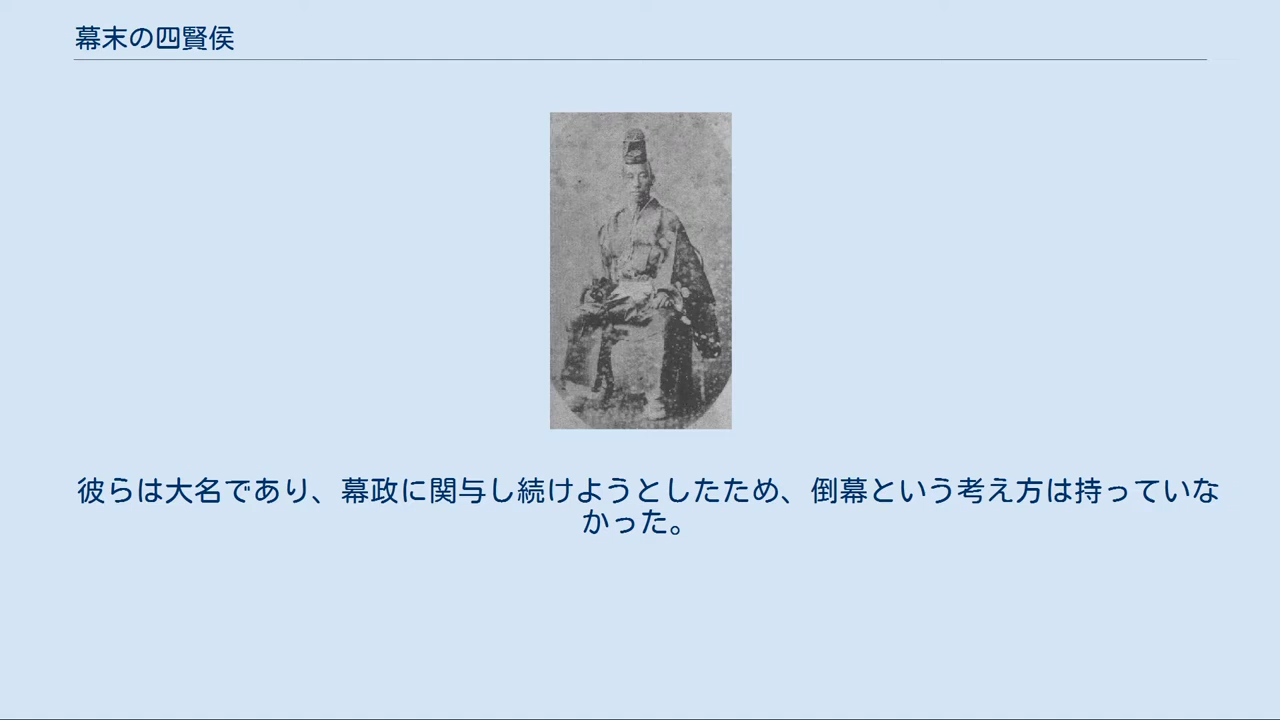 幕末の四賢侯
彼らは大名であり、幕政に関与し続けようとしたため、倒幕という考え方は持っていな
かった。